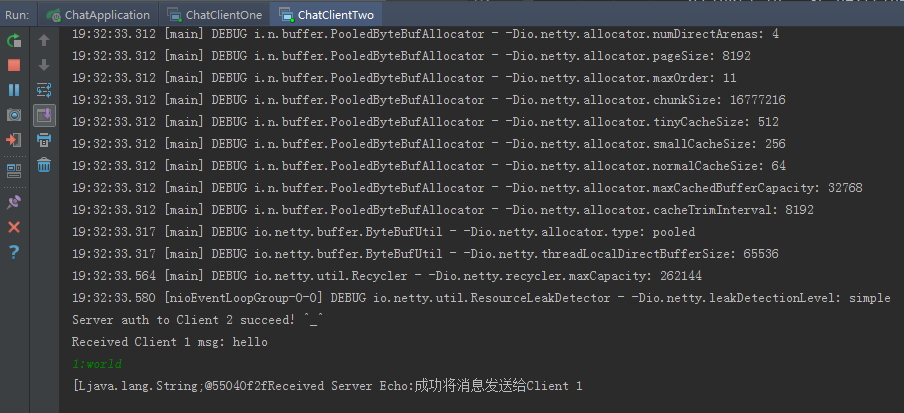 Run: ChatApplication ChatClientOne ChatClientTwo
19:32:33.312 [main] DEBUG i.n.buffer.PooledByteBufAllocator - -Dio.netty.allocator.numDirectArenas: 4
19:32:33.312 [main] DEBUG i.n.buffer.PooledByteBufAllocator - -Dio.netty.allocator.pageSize: 8192
19:32:33.312 [main] DEBUG i.n.buffer.PooledByteBufAllocator - -Dio.netty.allocator.maxOrder: 11
19:32:33.312 [main] DEBUG i.n.buffer.PooledByteBufAllocator - -Dio.netty.allocator.chunkSize: 16777216
19:32:33.312 [main] DEBUG i.n.buffer.PooledByteBufAllocator - -Dio.netty.allocator.tinyCacheSize: 512
19:32:33.312 [main] DEBUG i.n.buffer.PooledByteBufAllocator - -Dio.netty.allocator.smallCacheSize: 256
19:32:33.312 [main] DEBUG i.n.buffer.PooledByteBufAllocator - -Dio.netty.allocator.normalCacheSize: 64
19:32:33.312 [main] DEBUG i.n.buffer.PooledByteBufAllocator - -Dio.netty.allocator.maxCachedBufferCapacity: 32768
19:32:33.312 [main] DEBUG i.n.buffer.PooledByteBufAllocator - -Dio.netty.allocator.cacheTrimInterval: 8192
19:32:33.317 [main] DEBUG io.netty.buffer.ByteBufUtil - -Dio.netty.allocator.type: pooled
19:32:33.317 [main] DEBUG io.netty.buffer.ByteBufUtil - -Dio.netty.threadLocalDirectBufferSize: 65536
19:32:33.564 [main] DEBUG io.netty.util.Recycler - -Dio.netty.recycler.maxCapacity: 262144
19:32:33.580 [nioEventLoopGroup-0-0] DEBUG io.netty.util.ResourceLeakDetector - -Dio.netty.leakDetectionLevel: simple
Server auth to Client 2 succeed! ^_^
Received Client 1 msg: hello
1:world
[Ljava.lang.String;@55040f2fReceived Server Echo:成功将消息发送给Client 1